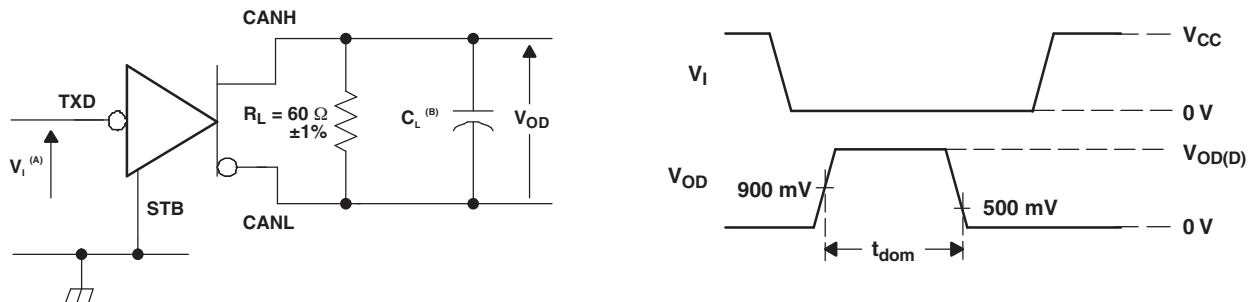 CANH
TXD
V_I (A)
R_L = 60 Ω
±1%
C_L (B)
V_OD
STB
CANL
V_I
V_CC
0 V
V_OD
900 mV
V_OD(D)
500 mV
0 V
t_dom